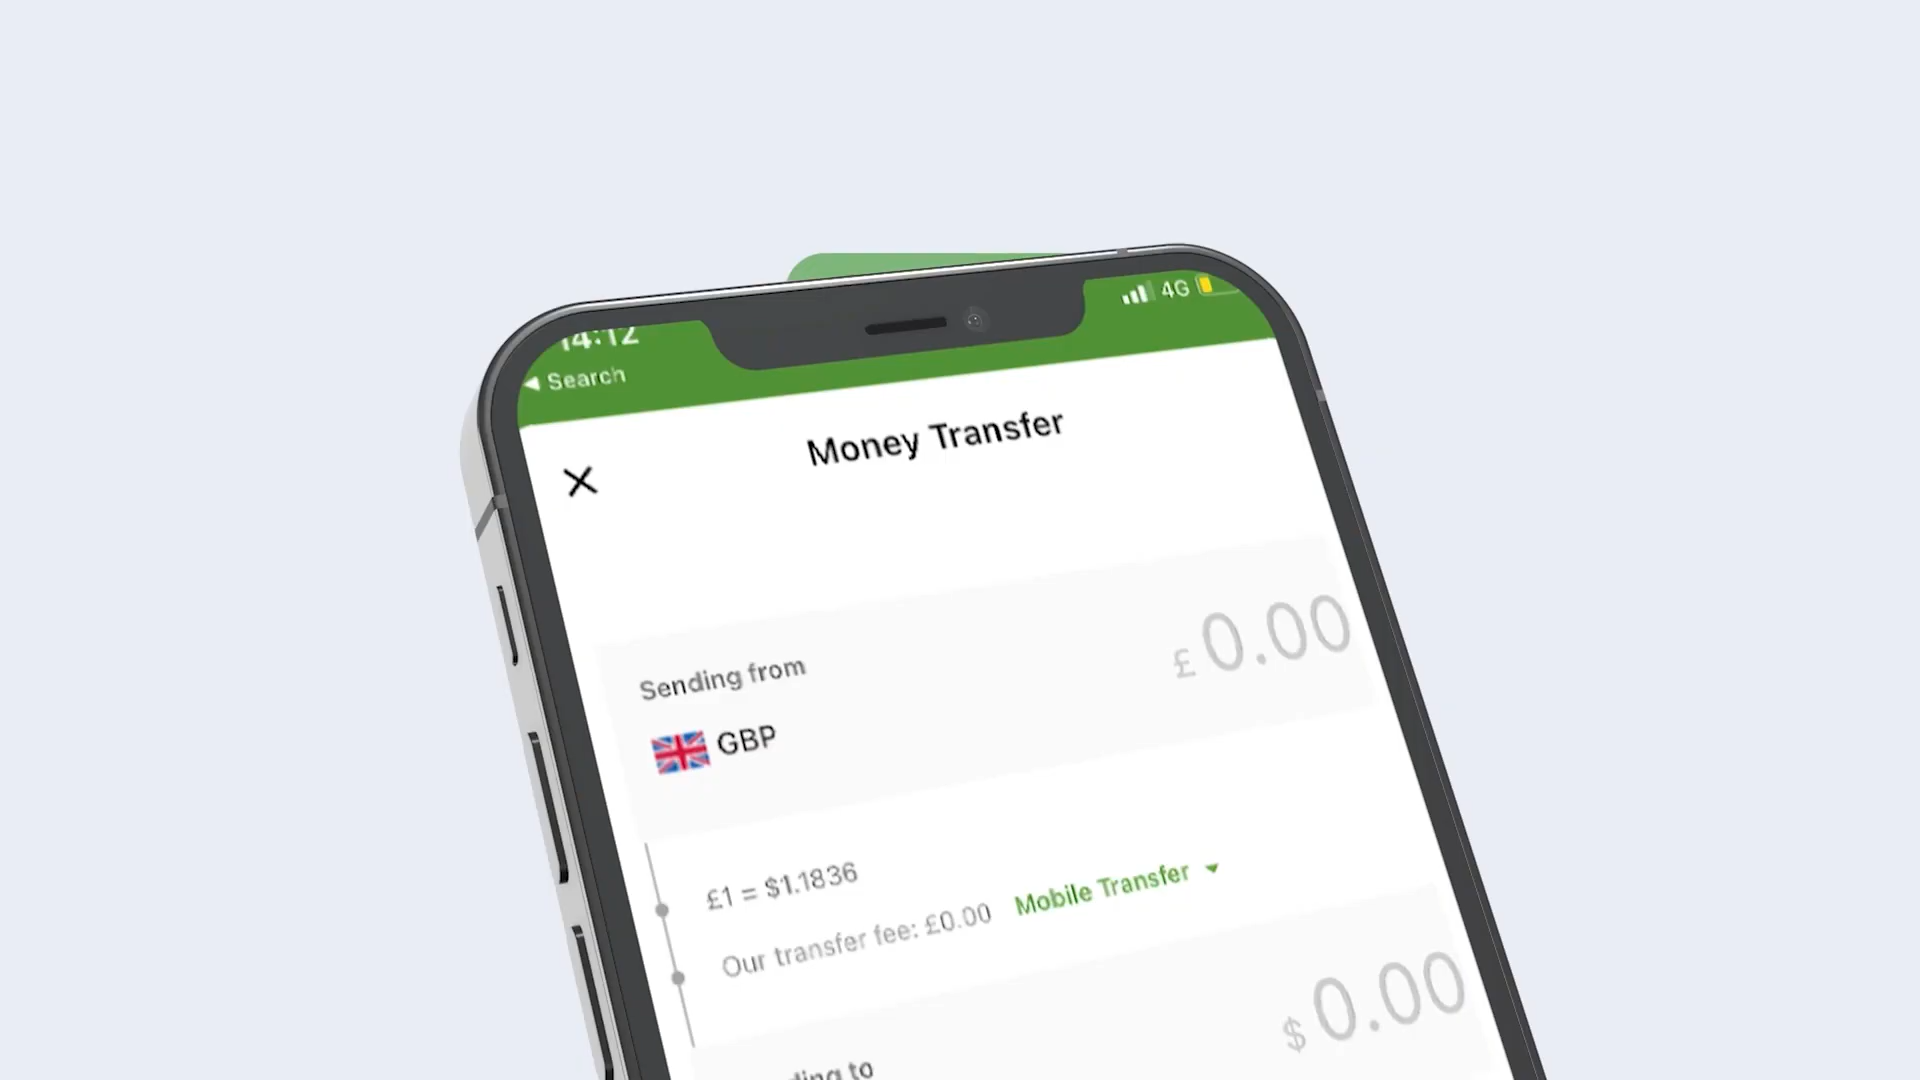 14:12
4G
Search
Money Transfer
Sending from
£ 0.00
GBP
£1 = $1.1836
Our transfer fee: £0.00 Mobile Transfer
$ 0.00
to